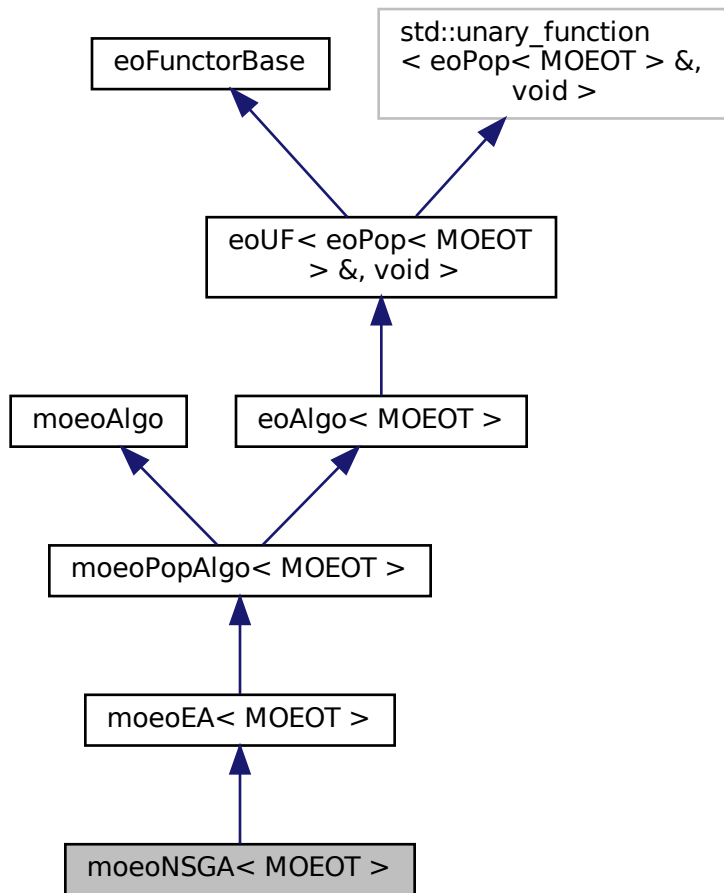 std::unary_function
< eoPop< MOEOT > &,
void >
eoFunctorBase
eoUF< eoPop< MOEOT
> &, void >
moeoAlgo
eoAlgo< MOEOT >
moeoPopAlgo< MOEOT >
moeoEA< MOEOT >
moeoNSGA< MOEOT >